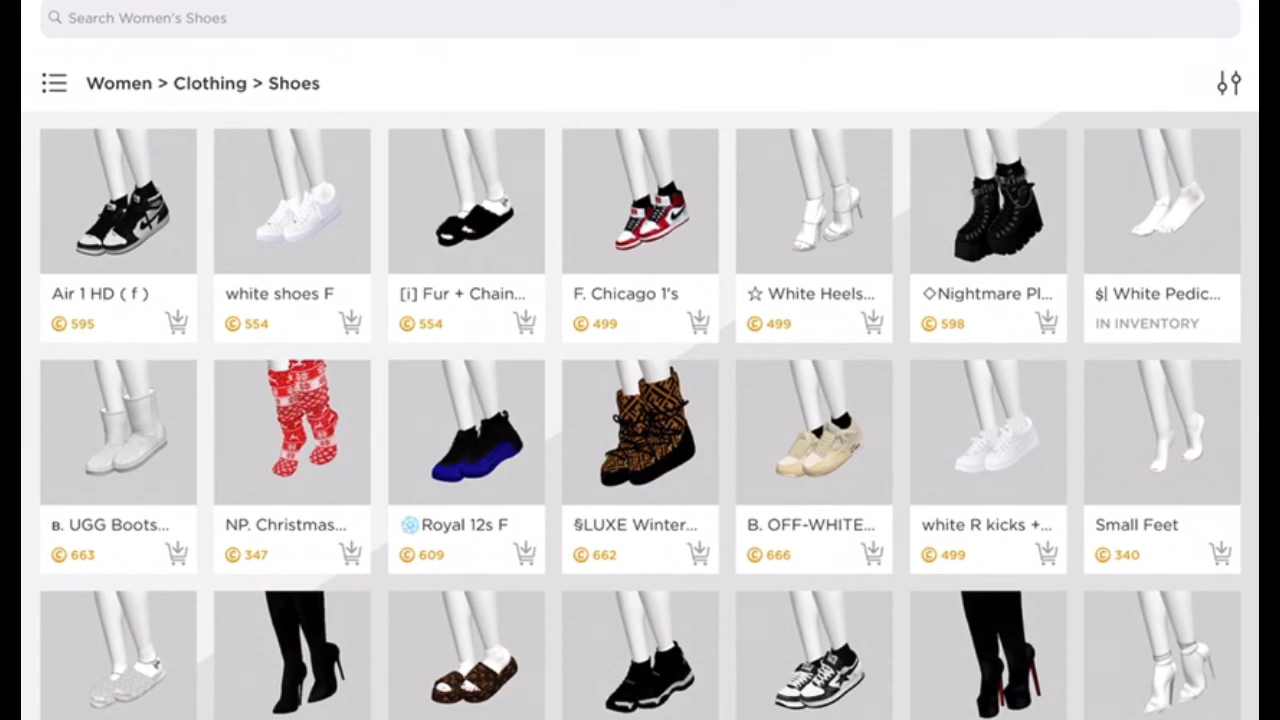 Search Women's Shoes
Women > Clothing > Shoes
Air 1 HD ( f )
595
white shoes F
554
[i] Fur + Chain...
554
F. Chicago 1's
499
☆ White Heels...
499
◇Nightmare Pl...
598
$| White Pedic...
IN INVENTORY
ʙ. UGG Boots...
663
NP. Christmas...
347
Royal 12s F
609
§LUXE Winter...
662
B. OFF-WHITE...
666
white R kicks +...
499
Small Feet
340